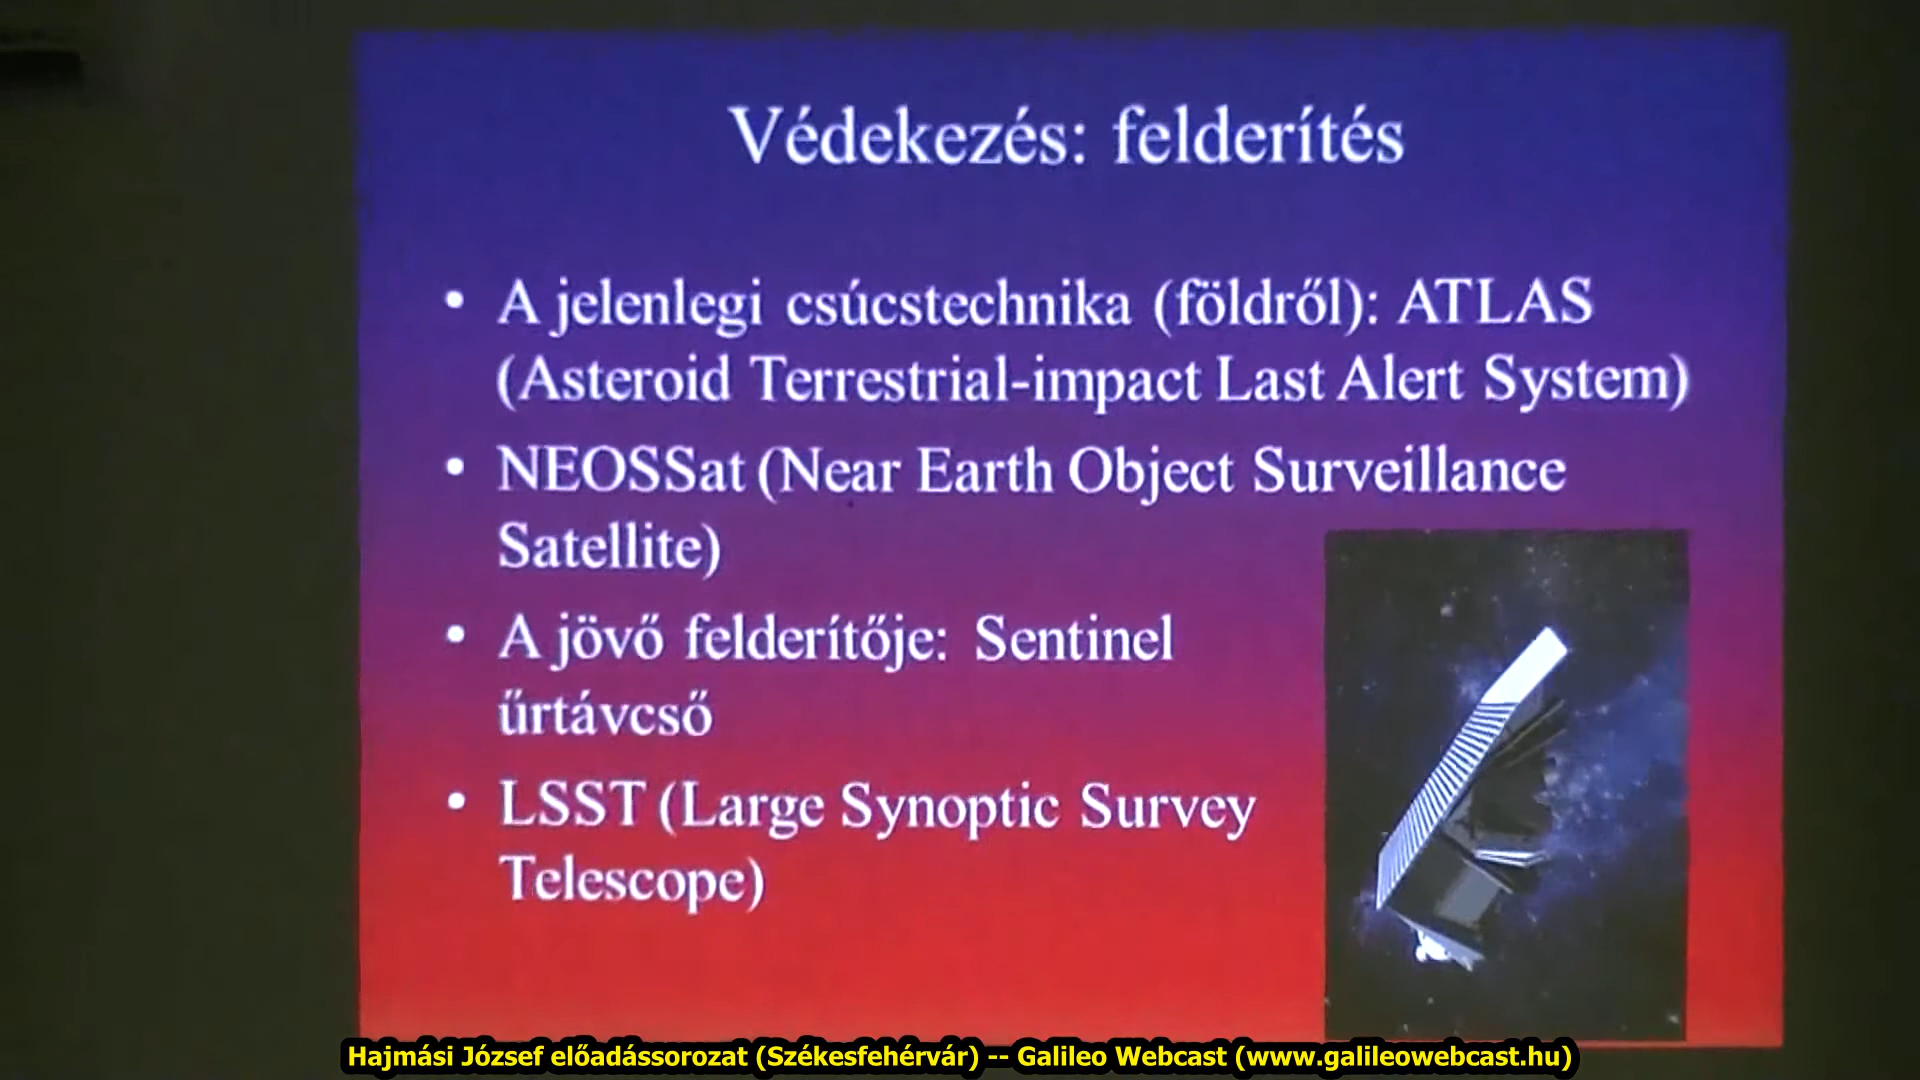 Védekezés: felderítés
• A jelenlegi csúcstechnika (földről): ATLAS
(Asteroid Terrestrial-impact Last Alert System)
• NEOSSat (Near Earth Object Surveillance
Satellite)
• A jövő felderítője: Sentinel
űrtávcső
• LSST (Large Synoptic Survey
Telescope)
Hajmási József előadássorozat (Székesfehérvár) -- Galileo Webcast (www.galileowebcast.hu)